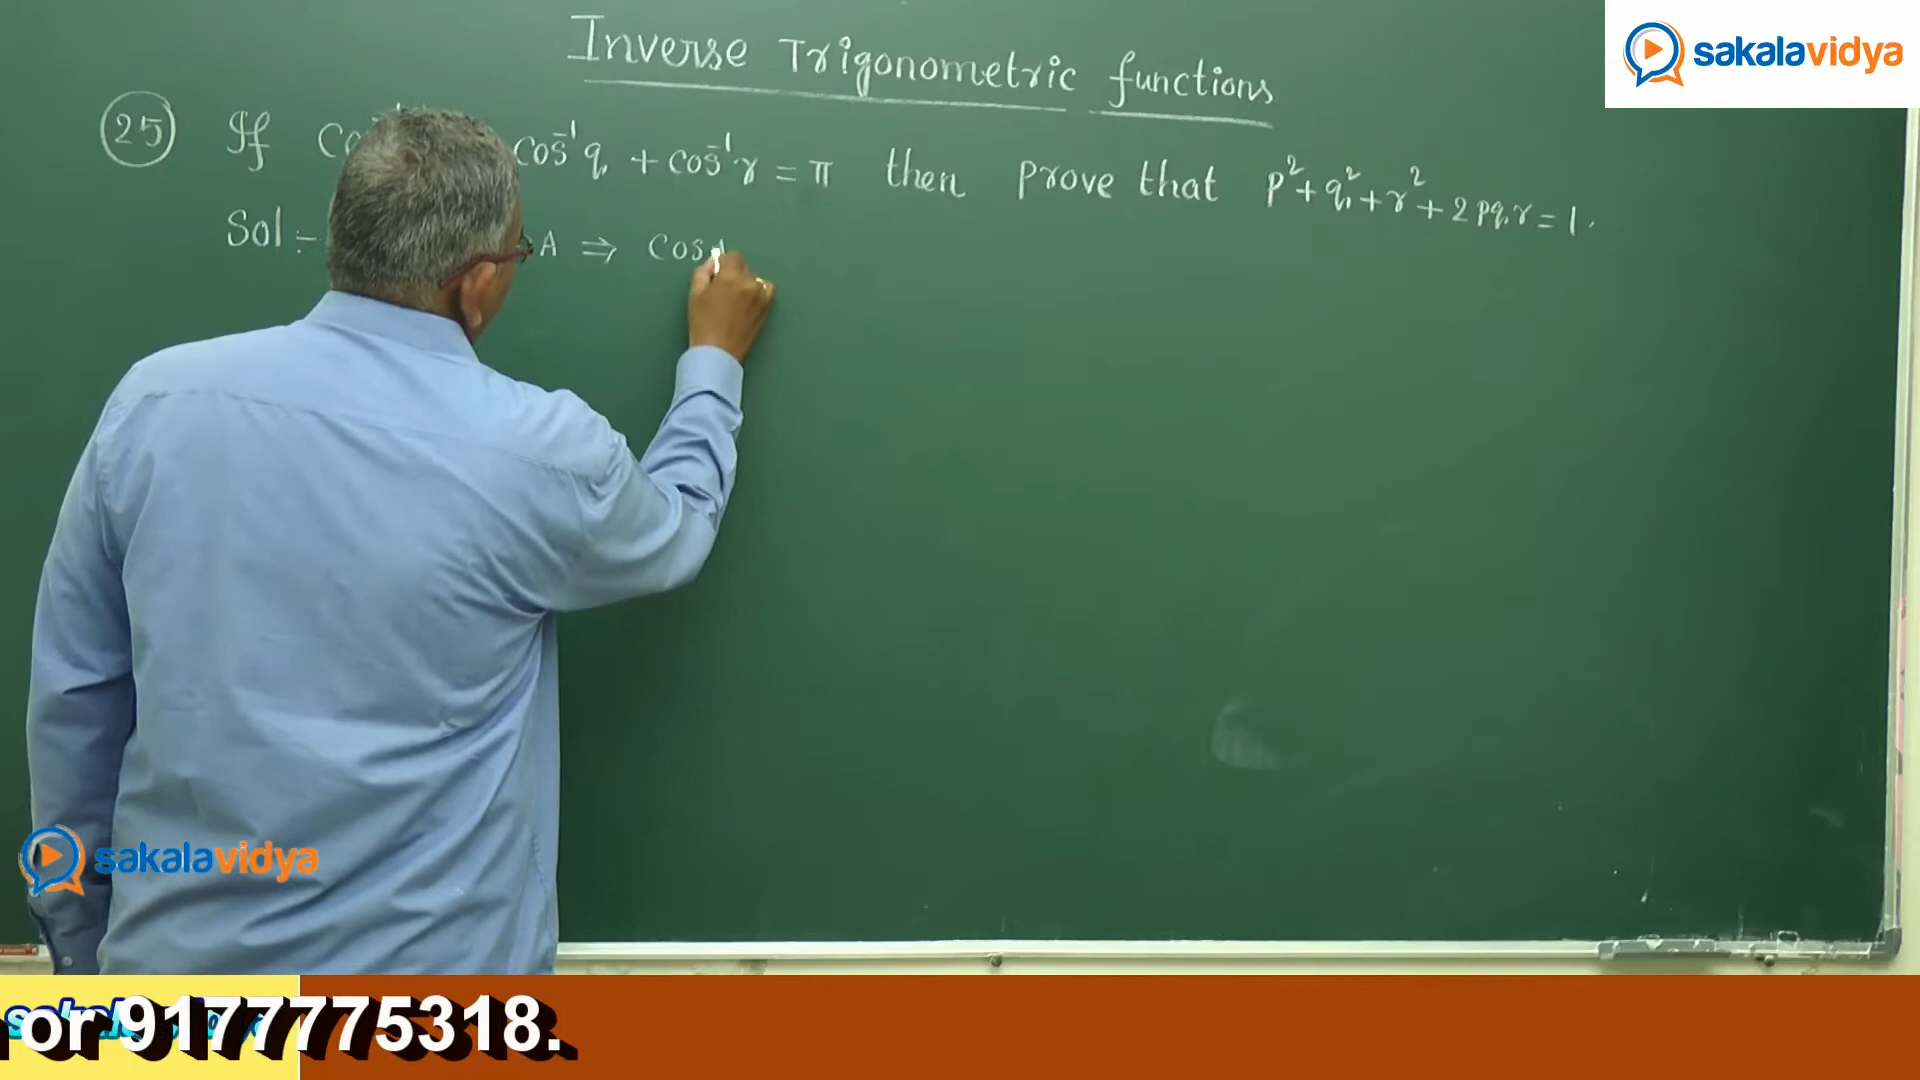 Inverse Trigonometric functions
sakalavidya
25 If Cos⁻¹q + Cos⁻¹r = π then prove that p² + q² + r² + 2pqr = 1.
Sol :- A ⇒ Cos
sakalavidya
or 9177775318.